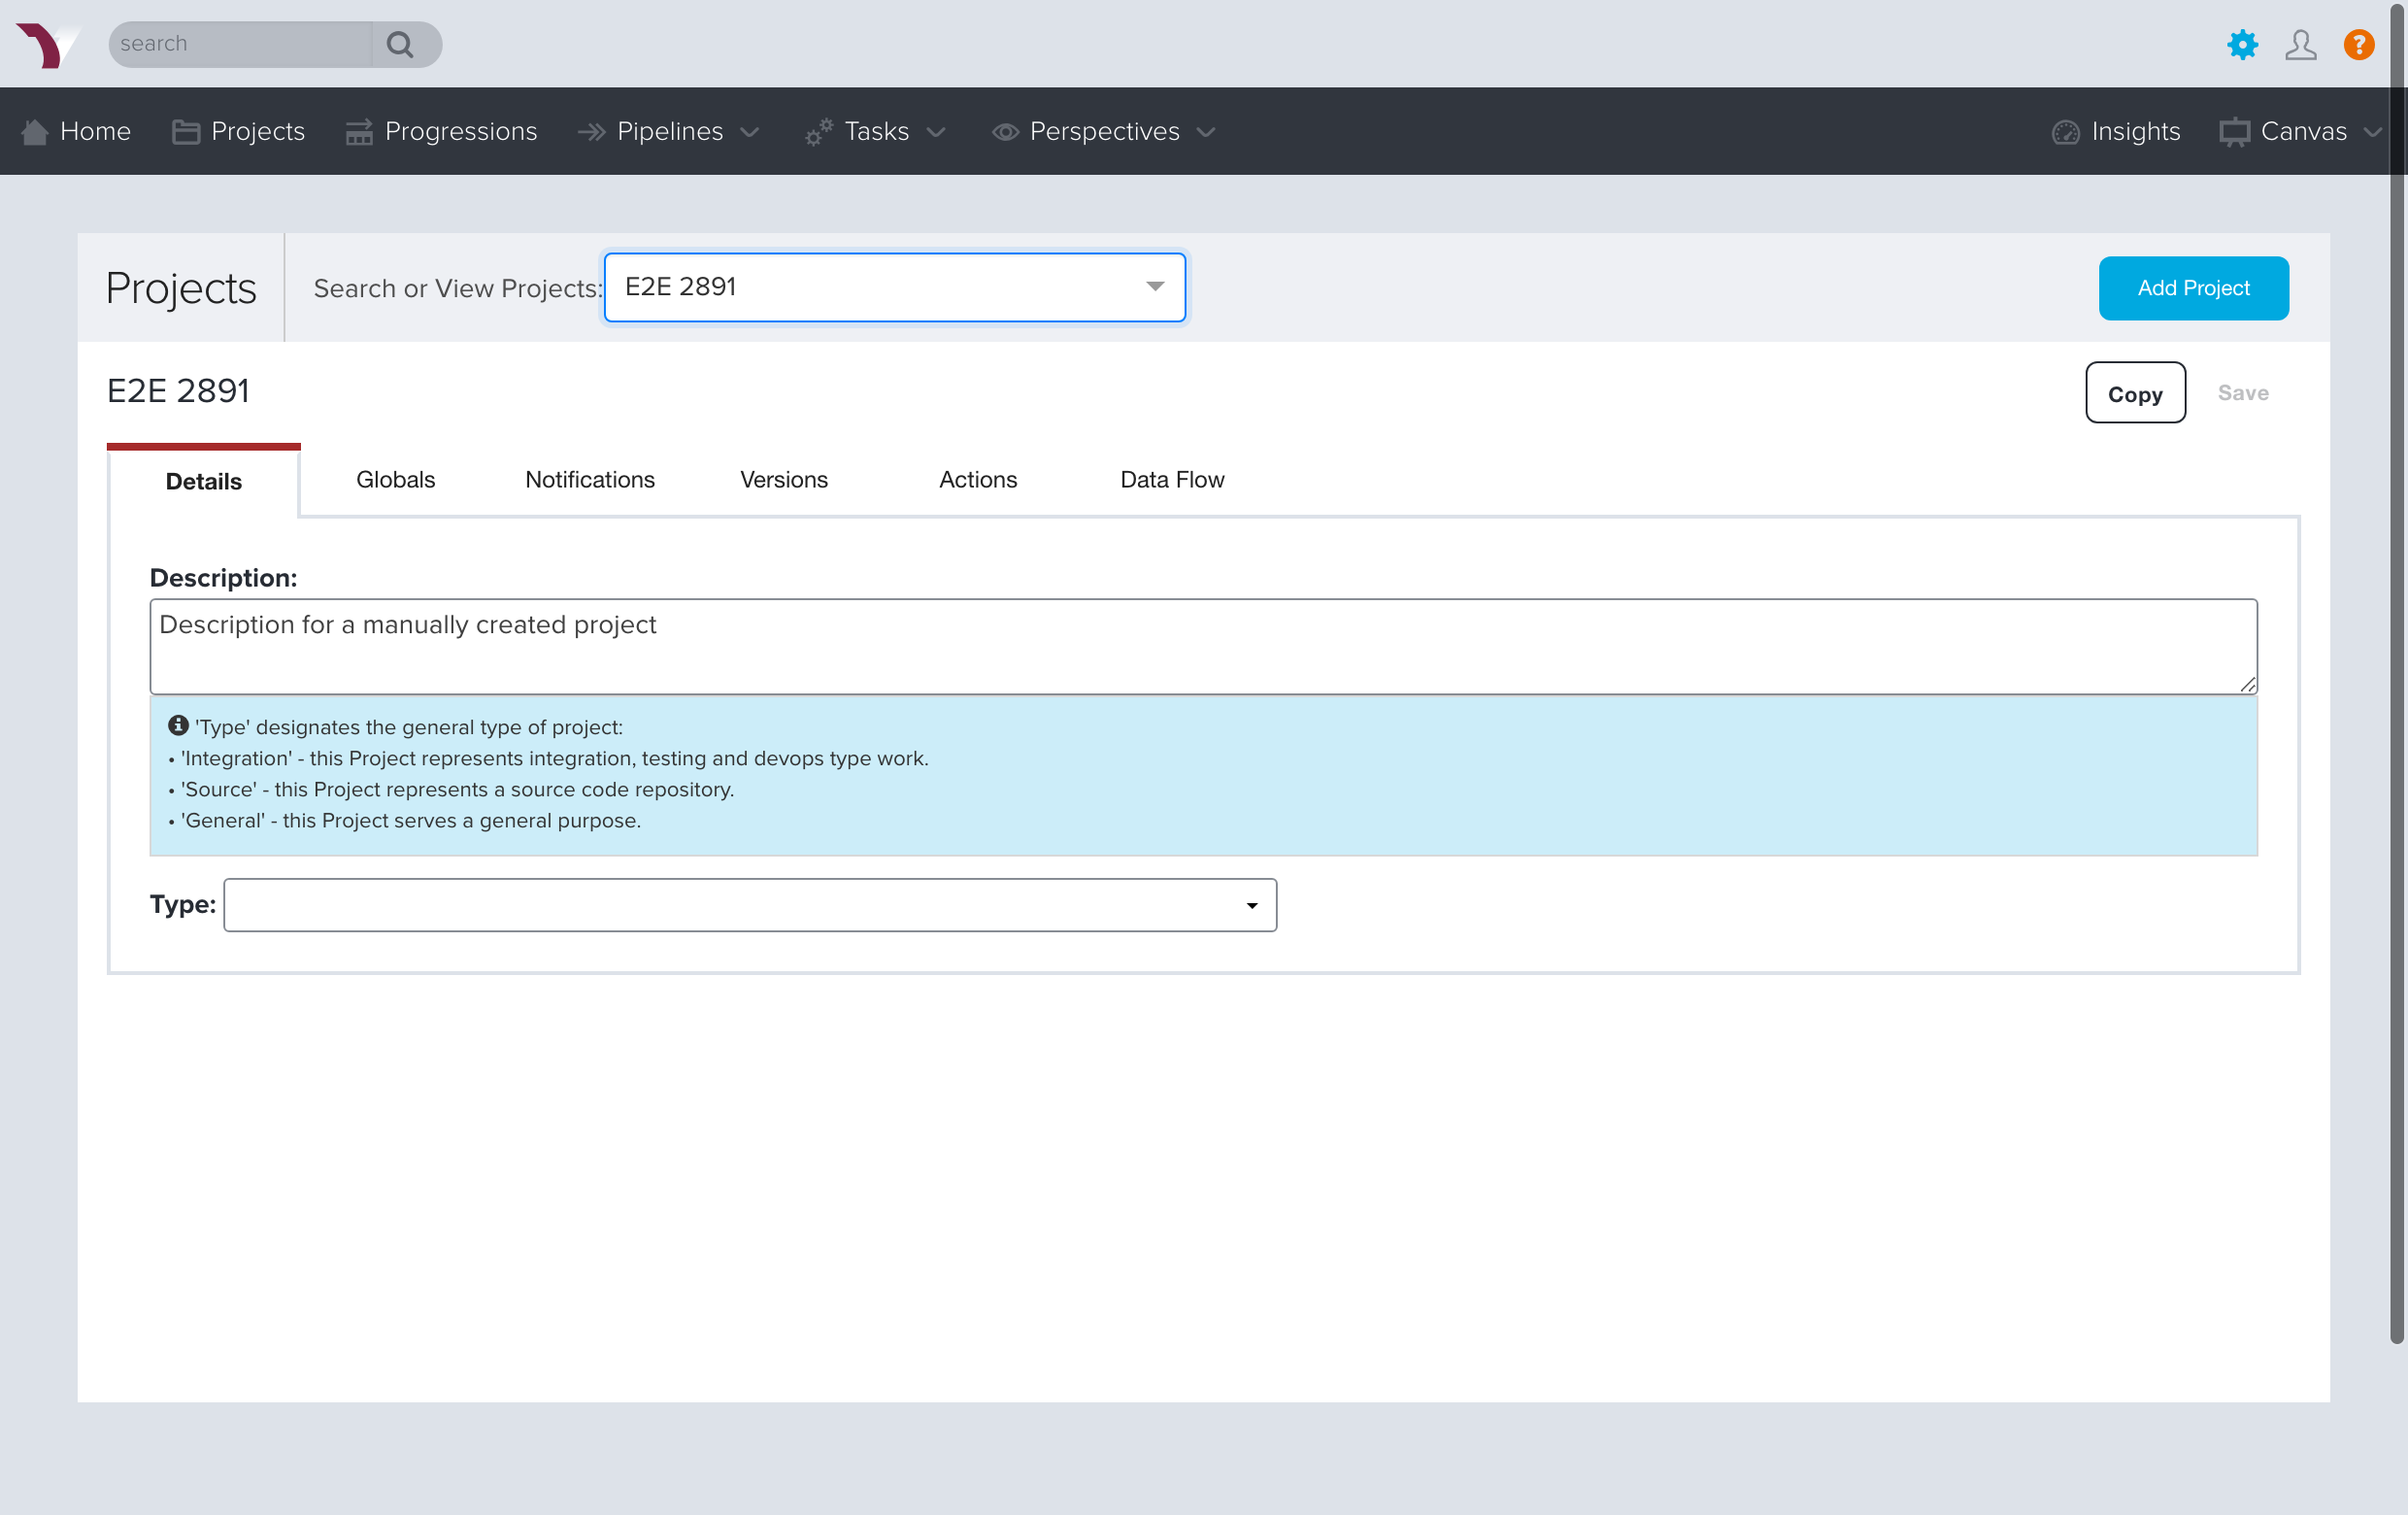 search
?
Home Projects Progressions Pipelines Tasks Perspectives Insights Canvas
Projects Search or View Projects: E2E 2891 Add Project
E2E 2891 Copy Save
Details Globals Notifications Versions Actions Data Flow
Description:
Description for a manually created project
'Type' designates the general type of project:
• 'Integration' - this Project represents integration, testing and devops type work.
• 'Source' - this Project represents a source code repository.
• 'General' - this Project serves a general purpose.
Type: